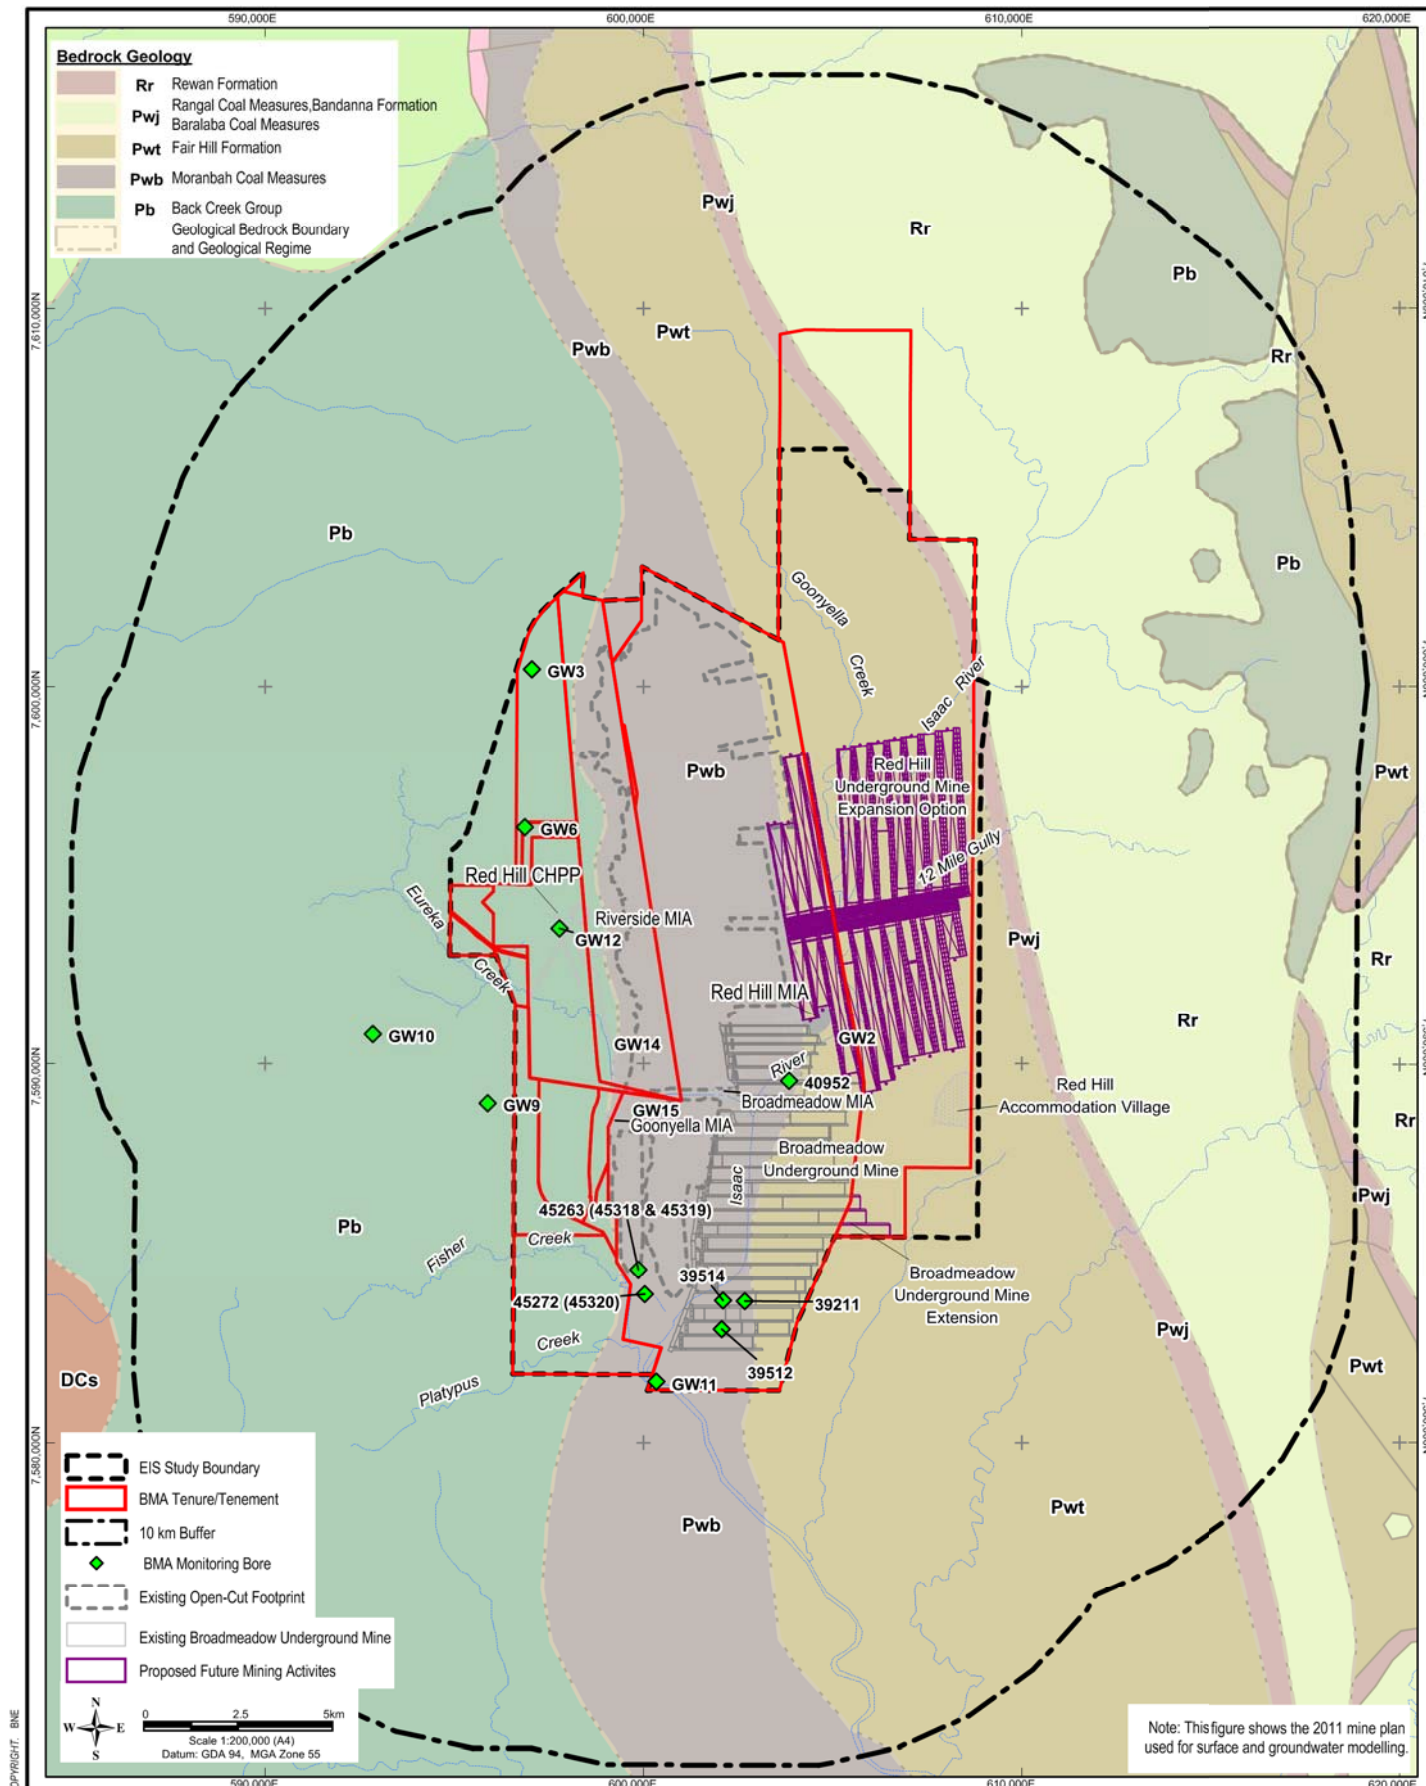 590,000E
600,000E
610,000E
620,000E
Bedrock Geology
Rr Rewan Formation
Pwj Rangal Coal Measures,Bandanna Formation
Baralaba Coal Measures
Pwt Fair Hill Formation
Pwb Moranbah Coal Measures
Pb Back Creek Group
Geological Bedrock Boundary
and Geological Regime
Pwj
Rr
Pb
7,610,000N
Pwt
Pwb
Rr
Pb
Pb
Goonyella
Creek
GW3
Isaac River
7,600,000N
Pwb
Pwt
Red Hill
Underground Mine
Expansion Option
GW6
12 Mile Gully
Red Hill CHPP
Eureka
Creek
Riverside MIA
GW12
Pwj
Rr
Red Hill MIA
GW10
GW14
GW2
Rr
River
7,590,000N
40952
Red Hill
Accommodation Village
GW9
GW15
Broadmeadow MIA
Goonyella MIA
Rr
Broadmeadow
Underground Mine
Isaac
Pwj
45263 (45318 & 45319)
Pb
Fisher
Creek
39514
Broadmeadow
Underground Mine
Extension
45272 (45320)
39211
Pwj
Creek
Platypus
39512
Pwt
DCs
GW11
7,580,000N
EIS Study Boundary
BMA Tenure/Tenement
10 km Buffer
BMA Monitoring Bore
Existing Open-Cut Footprint
Existing Broadmeadow Underground Mine
Proposed Future Mining Activites
Pwb
Pwt
N
W E
S
0 2.5 5km
Scale 1:200,000 (A4)
Datum: GDA 94, MGA Zone 55
Note: This figure shows the 2011 mine plan
used for surface and groundwater modelling.
590,000E
600,000E
610,000E
620,000E